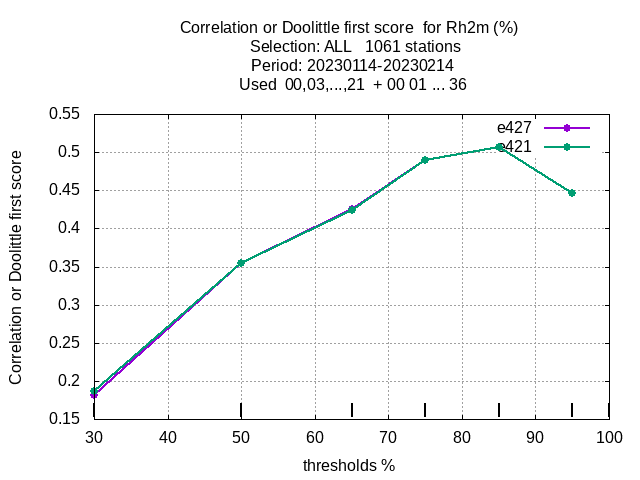 Correlation or Doolittle first score  for Rh2m (%)
Selection: ALL   1061 stations
Period: 20230114-20230214
Used  00,03,...,21  + 00 01 ... 36
Correlation or Doolittle first score
0.55
0.5
0.45
0.4
0.35
0.3
0.25
0.2
0.15
e427
e421
30 40 50 60 70 80 90 100
thresholds %